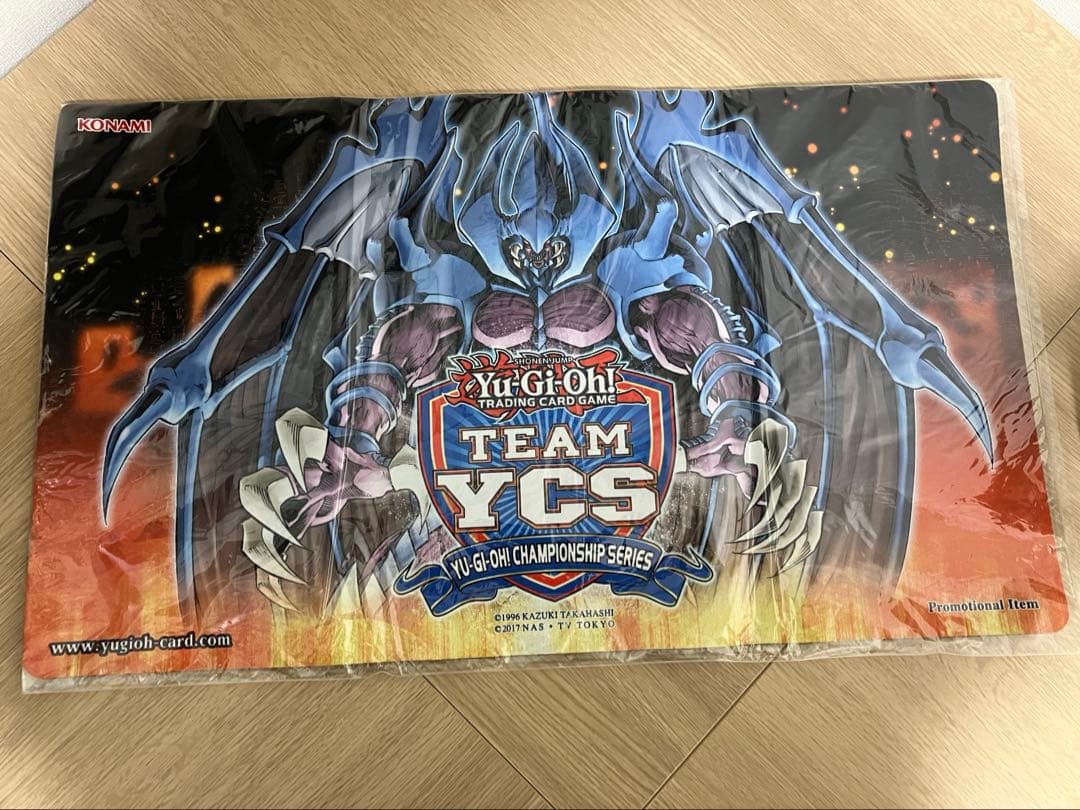 KONAMI
SHONEN JUMP
Yu-Gi-Oh!
TRADING CARD GAME
TEAM
YCS
YU-GI-OH! CHAMPIONSHIP SERIES
©1996 KAZUKI TAKAHASHI
©2017 NAS • TV TOKYO
Promotional Item
www.yugioh-card.com